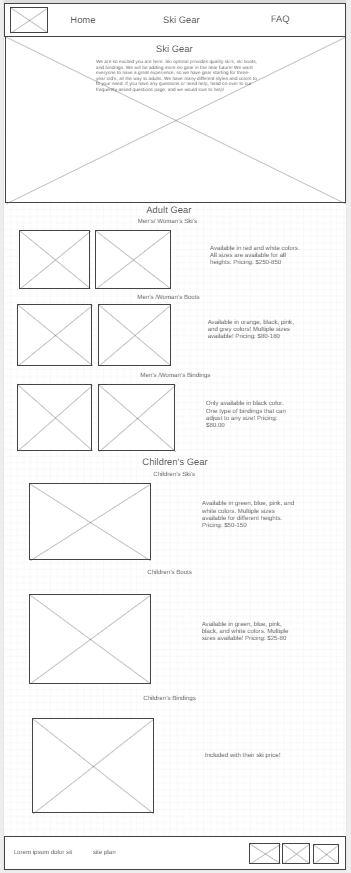 Home Ski Gear FAQ
Ski Gear
We are so excited you are here. Ski optimal provides quality ski's, ski boots,
and bindings. We will be adding more ski gear in the near future! We want
everyone to have a great experience, so we have gear starting for three-
year old's, all the way to adults. We have many different styles and colors to
fit your need! If you have any questions or need help, head on over to our
frequently asked questions page, and we would love to help!
Adult Gear
Men's/ Woman's Ski's
Available in red and white colors.
All sizes are available for all
heights. Pricing: $250-850
Men's /Woman's Boots
Available in orange, black, pink,
and grey colors! Multiple sizes
available! Pricing: $80-160
Men's /Woman's Bindings
Only available in black color.
One type of bindings that can
adjust to any size! Pricing:
$80.00
Children's Gear
Children's Ski's
Available in green, blue, pink, and
white colors. Multiple sizes
available for different heights.
Pricing: $50-150
Children's Boots
Available in green, blue, pink,
black, and white colors. Multiple
sizes available! Pricing: $25-80
Children's Bindings
Included with their ski price!
Lorem ipsum dolor sit site plan